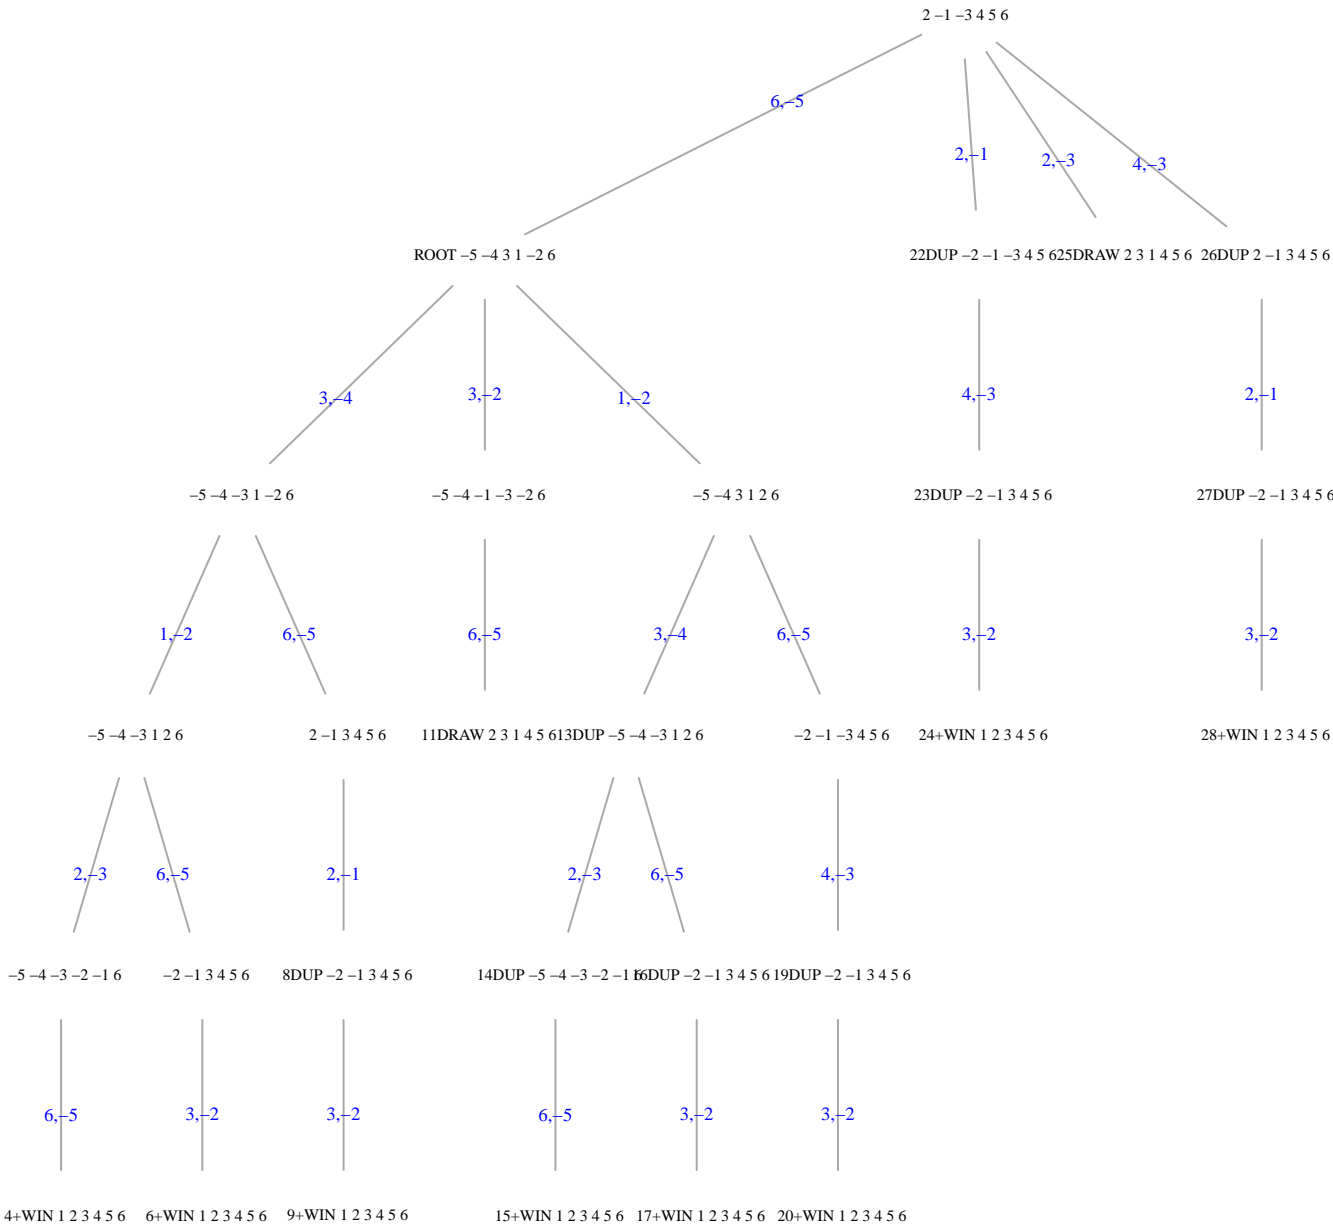 2 −1 −3 4 5 6
6,−5
2,−1
2,−3
4,−3
ROOT −5 −4 3 1 −2 6
22DUP −2 −1 −3 4 5 6
25DRAW 2 3 1 4 5 6
26DUP 2 −1 3 4 5 6
3,−4
3,−2
1,−2
4,−3
2,−1
−5 −4 −3 1 −2 6
−5 −4 −1 −3 −2 6
−5 −4 3 1 2 6
23DUP −2 −1 3 4 5 6
27DUP −2 −1 3 4 5 6
1,−2
6,−5
6,−5
3,−4
6,−5
3,−2
3,−2
−5 −4 −3 1 2 6
2 −1 3 4 5 6
11DRAW 2 3 1 4 5 6
13DUP −5 −4 −3 1 2 6
−2 −1 −3 4 5 6
24+WIN 1 2 3 4 5 6
28+WIN 1 2 3 4 5 6
2,−3
6,−5
2,−1
2,−3
6,−5
4,−3
−5 −4 −3 −2 −1 6
−2 −1 3 4 5 6
8DUP −2 −1 3 4 5 6
14DUP −5 −4 −3 −2 −1 6
16DUP −2 −1 3 4 5 6
19DUP −2 −1 3 4 5 6
6,−5
3,−2
3,−2
6,−5
3,−2
3,−2
4+WIN 1 2 3 4 5 6
6+WIN 1 2 3 4 5 6
9+WIN 1 2 3 4 5 6
15+WIN 1 2 3 4 5 6
17+WIN 1 2 3 4 5 6
20+WIN 1 2 3 4 5 6